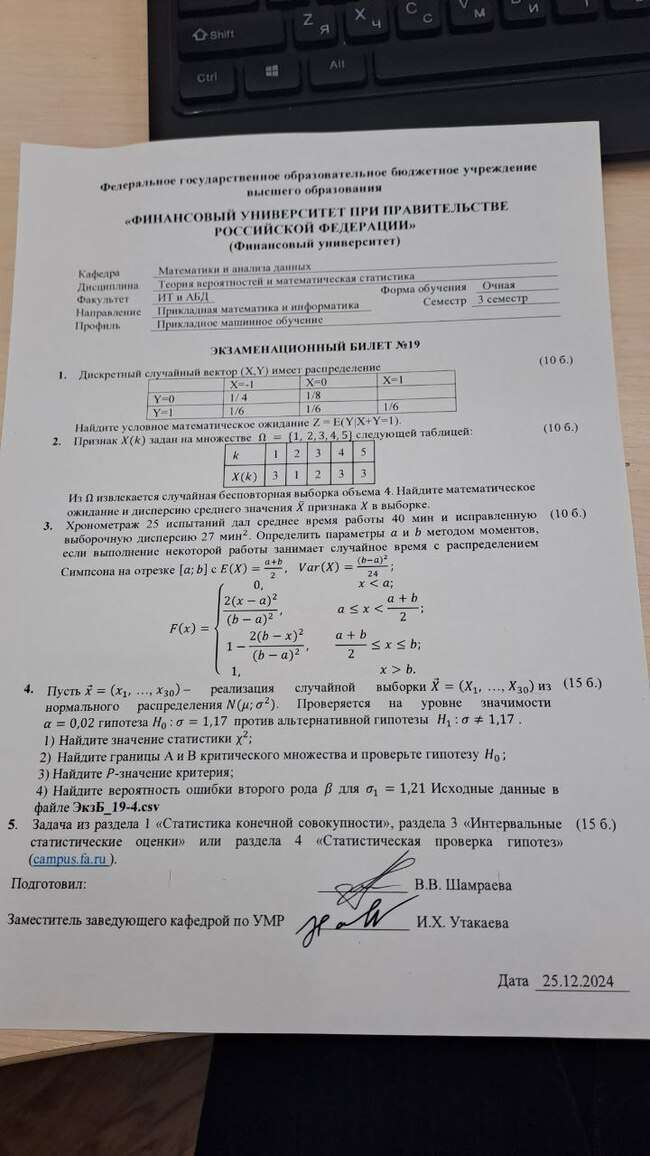 Shift
Z Я
X Ч
C С
V М
B И
Ctrl
Alt
Федеральное государственное образовательное бюджетное учреждение
высшего образования
«ФИНАНСОВЫЙ УНИВЕРСИТЕТ ПРИ ПРАВИТЕЛЬСТВЕ
РОССИЙСКОЙ ФЕДЕРАЦИИ»
(Финансовый университет)
Кафедра Математики и анализа данных
Дисциплина Теория вероятностей и математическая статистика
Факультет ИТ и АБД Форма обучения Очная
Направление Прикладная математика и информатика Семестр 3 семестр
Профиль Прикладное машинное обучение
ЭКЗАМЕНАЦИОННЫЙ БИЛЕТ №19
1. Дискретный случайный вектор (X,Y) имеет распределение (10 б.)
X=-1 X=0 X=1
Y=0 1/ 4 1/8
Y=1 1/6 1/6 1/6
Найдите условное математическое ожидание Z = E(Y|X+Y=1).
2. Признак X(k) задан на множестве Ω = {1, 2, 3, 4, 5} следующей таблицей: (10 б.)
k 1 2 3 4 5
X(k) 3 1 2 3 3
Из Ω извлекается случайная бесповторная выборка объема 4. Найдите математическое
ожидание и дисперсию среднего значения X̄ признака X в выборке.
3. Хронометраж 25 испытаний дал среднее время работы 40 мин и исправленную (10 б.)
выборочную дисперсию 27 мин². Определить параметры a и b методом моментов,
если выполнение некоторой работы занимает случайное время с распределением
Симпсона на отрезке [a; b] с E(X) = (a+b)/2, Var(X) = (b−a)²/24;
F(x) = { 0, x < a;
2(x − a)²/(b − a)², a ≤ x < (a + b)/2;
1 − 2(b − x)²/(b − a)², (a + b)/2 ≤ x ≤ b;
1, x > b.
4. Пусть x⃗ = (x₁, …, x₃₀) – реализация случайной выборки X⃗ = (X₁, …, X₃₀) из (15 б.)
нормального распределения N(μ; σ²). Проверяется на уровне значимости
α = 0,02 гипотеза H₀ : σ = 1,17 против альтернативной гипотезы H₁ : σ ≠ 1,17 .
1) Найдите значение статистики χ²;
2) Найдите границы A и B критического множества и проверьте гипотезу H₀ ;
3) Найдите P-значение критерия;
4) Найдите вероятность ошибки второго рода β для σ₁ = 1,21 Исходные данные в
файле ЭкзБ_19-4.csv
5. Задача из раздела 1 «Статистика конечной совокупности», раздела 3 «Интервальные (15 б.)
статистические оценки» или раздела 4 «Статистическая проверка гипотез»
(campus.fa.ru ).
Подготовил: В.В. Шамраева
Заместитель заведующего кафедрой по УМР И.Х. Утакаева
Дата 25.12.2024